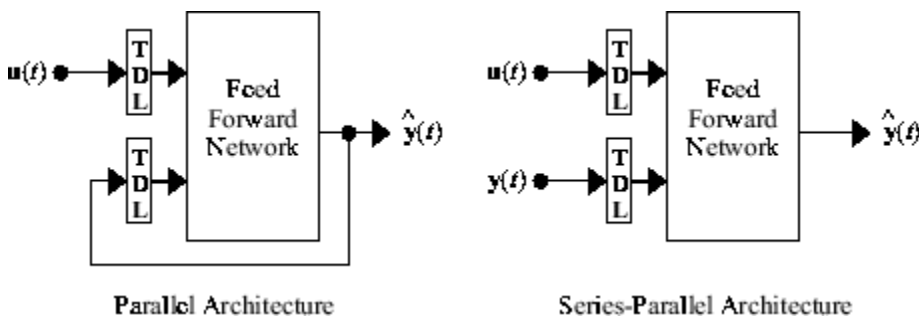 u(t)
T
D
L
Feed
Forward
Network
T
D
L
ŷ(t)
Parallel Architecture
u(t)
T
D
L
Feed
Forward
Network
y(t)
T
D
L
ŷ(t)
Series-Parallel Architecture